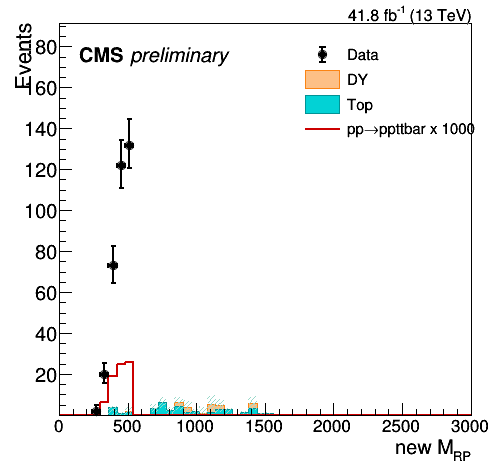 41.8 fb⁻¹ (13 TeV)
Events
CMS preliminary
Data
DY
Top
pp→ppttbar x 1000
160
140
120
100
80
60
40
20
0 500 1000 1500 2000 2500 3000
new M_RP